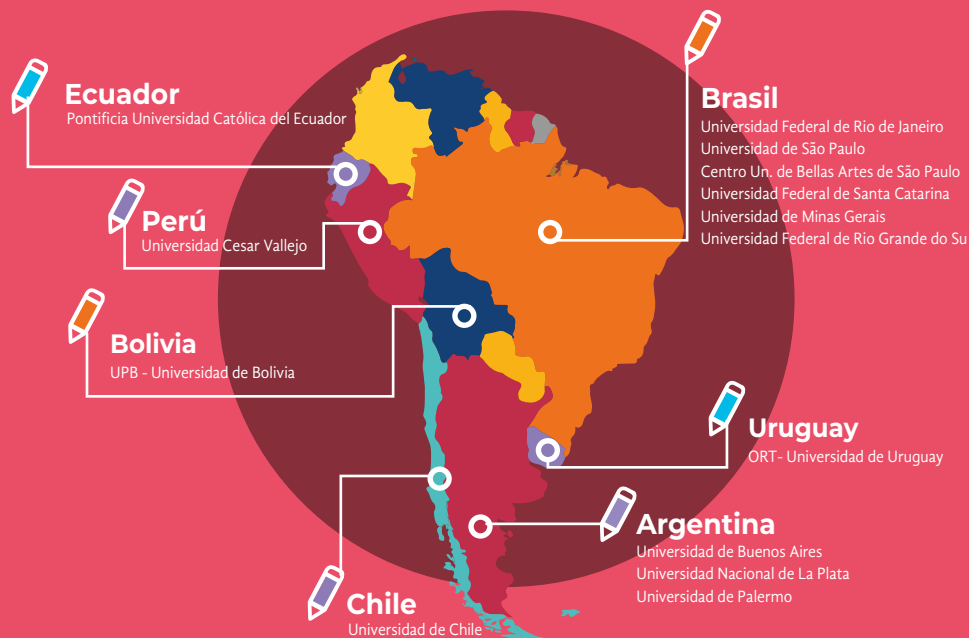 Ecuador
Pontificia Universidad Católica del Ecuador
Perú
Universidad Cesar Vallejo
Bolivia
UPB - Universidad de Bolivia
Chile
Universidad de Chile
Brasil
Universidad Federal de Rio de Janeiro
Universidad de São Paulo
Centro Un. de Bellas Artes de São Paulo
Universidad Federal de Santa Catarina
Universidad de Minas Gerais
Universidad Federal de Rio Grande do Su
Uruguay
ORT- Universidad de Uruguay
Argentina
Universidad de Buenos Aires
Universidad Nacional de La Plata
Universidad de Palermo